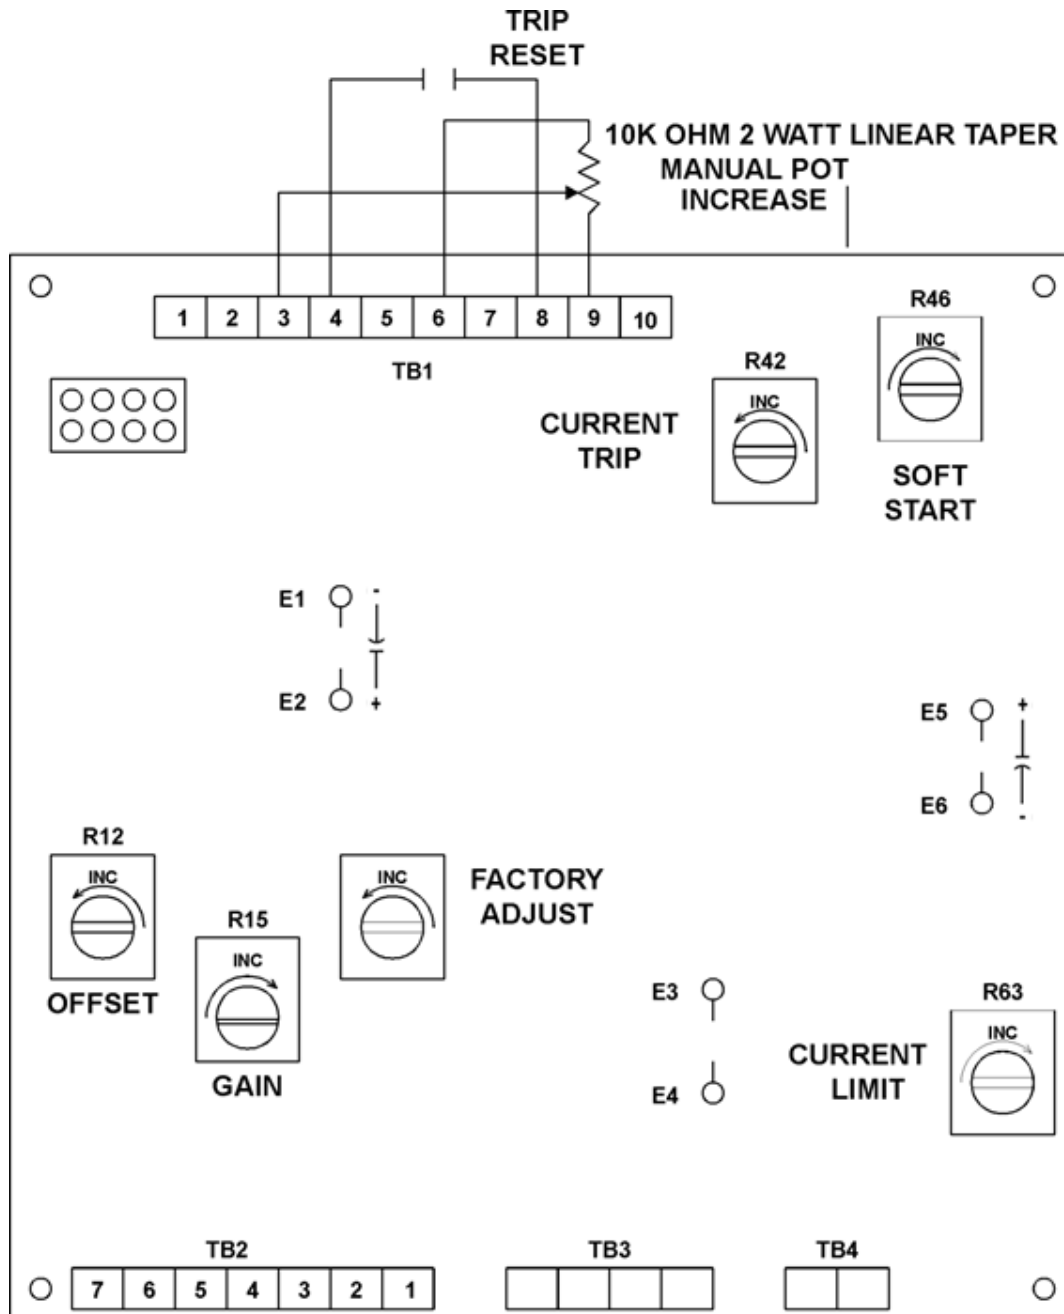 TRIP
RESET
10K OHM 2 WATT LINEAR TAPER
MANUAL POT
INCREASE
1 2 3 4 5 6 7 8 9 10
TB1
R46
INC
SOFT
START
R42
INC
CURRENT
TRIP
E1 -
E2 +
E5 +
E6 -
R12
INC
OFFSET
R15
INC
GAIN
INC
FACTORY
ADJUST
E3
E4
R63
INC
CURRENT
LIMIT
TB2
7 6 5 4 3 2 1
TB3
TB4